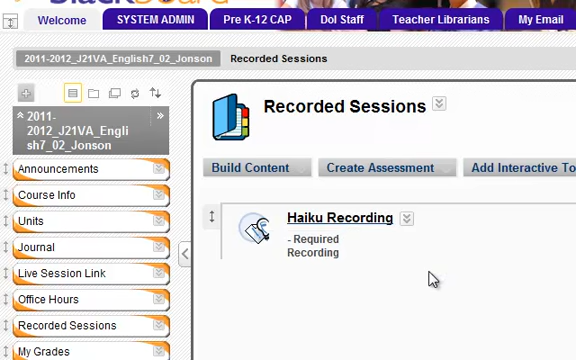 Welcome
SYSTEM ADMIN
Pre K-12 CAP
DoI Staff
Teacher Librarians
My Email
2011-2012_J21VA_English7_02_Jonson
Recorded Sessions
2011-
2012_J21VA_Engli
sh7_02_Jonson
Announcements
Course Info
Units
Journal
Live Session Link
Office Hours
Recorded Sessions
My Grades
Recorded Sessions
Build Content
Create Assessment
Add Interactive To
Haiku Recording
- Required
Recording